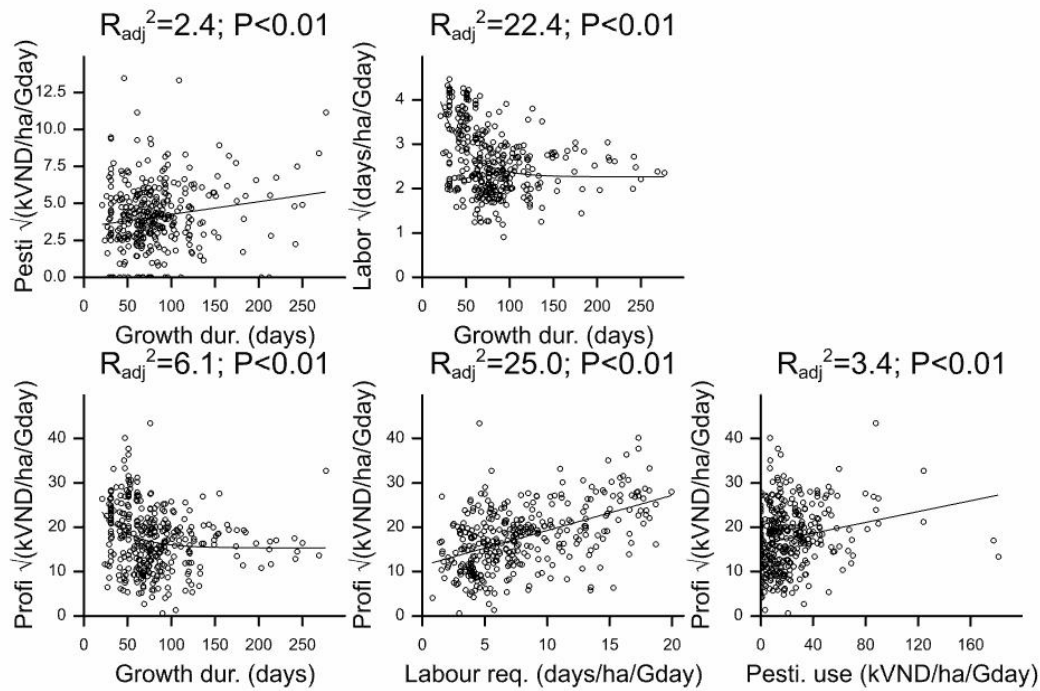 R_adj²=2.4; P<0.01
Pesti √(kVND/ha/Gday)
12.5
10.0
7.5
5.0
2.5
0.0
0 50 100 150 200 250
Growth dur. (days)
R_adj²=22.4; P<0.01
Labor √(days/ha/Gday)
4
3
2
1
0
0 50 100 150 200 250
Growth dur. (days)
R_adj²=6.1; P<0.01
Profi √(kVND/ha/Gday)
40
30
20
10
0
0 50 100 150 200 250
Growth dur. (days)
R_adj²=25.0; P<0.01
Profi √(kVND/ha/Gday)
40
30
20
10
0
0 5 10 15 20
Labour req. (days/ha/Gday)
R_adj²=3.4; P<0.01
Profi √(kVND/ha/Gday)
40
30
20
10
0
0 40 80 120 160
Pesti. use (kVND/ha/Gday)